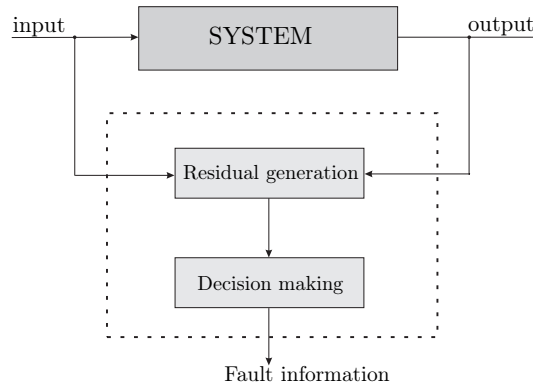 input
SYSTEM
output
Residual generation
Decision making
Fault information